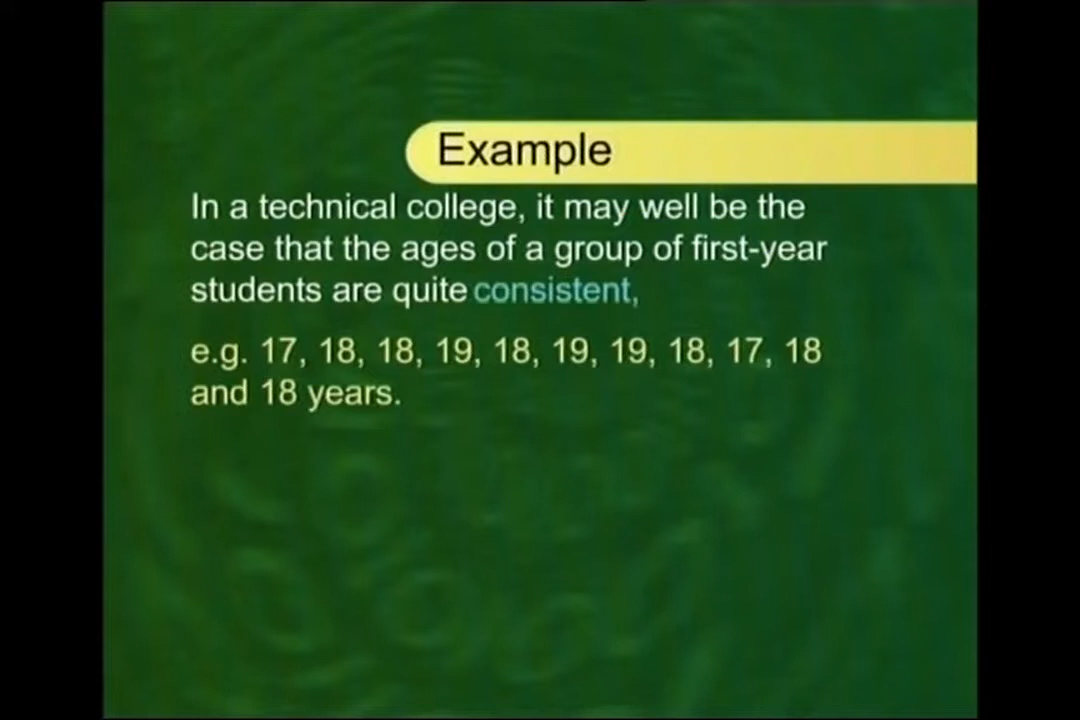 Example
In a technical college, it may well be the
case that the ages of a group of first-year
students are quite consistent,
e.g. 17, 18, 18, 19, 18, 19, 19, 18, 17, 18
and 18 years.